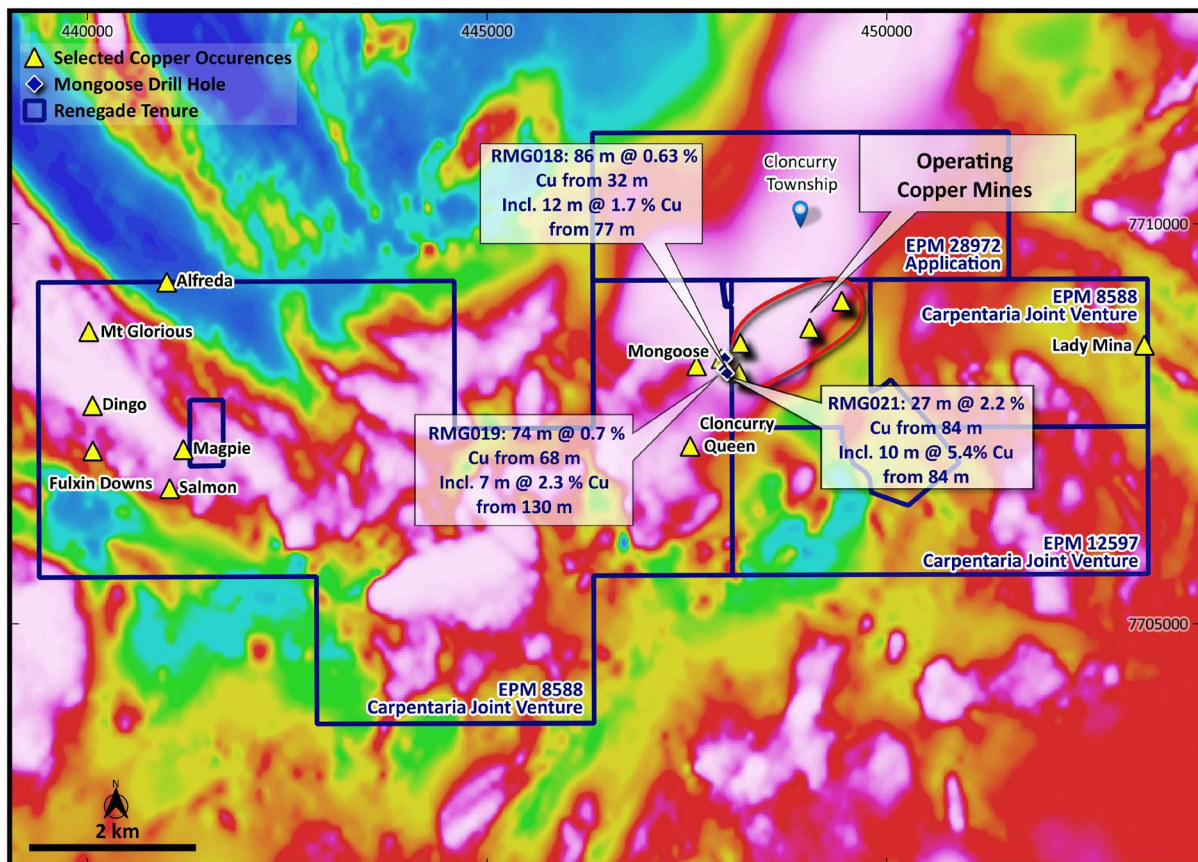 440000
445000
450000
Selected Copper Occurences
Mongoose Drill Hole
Renegade Tenure
RMG018: 86 m @ 0.63 %
Cu from 32 m
Incl. 12 m @ 1.7 % Cu
from 77 m
Cloncurry
Township
Operating
Copper Mines
7710000
EPM 28972
Application
Alfreda
EPM 8588
Carpentaria Joint Venture
Mt Glorious
Mongoose
Lady Mina
Dingo
RMG019: 74 m @ 0.7 %
Cu from 68 m
Incl. 7 m @ 2.3 % Cu
from 130 m
Cloncurry
Queen
RMG021: 27 m @ 2.2 %
Cu from 84 m
Incl. 10 m @ 5.4% Cu
from 84 m
Magpie
Fulxin Downs
Salmon
EPM 12597
Carpentaria Joint Venture
7705000
EPM 8588
Carpentaria Joint Venture
N
2 km